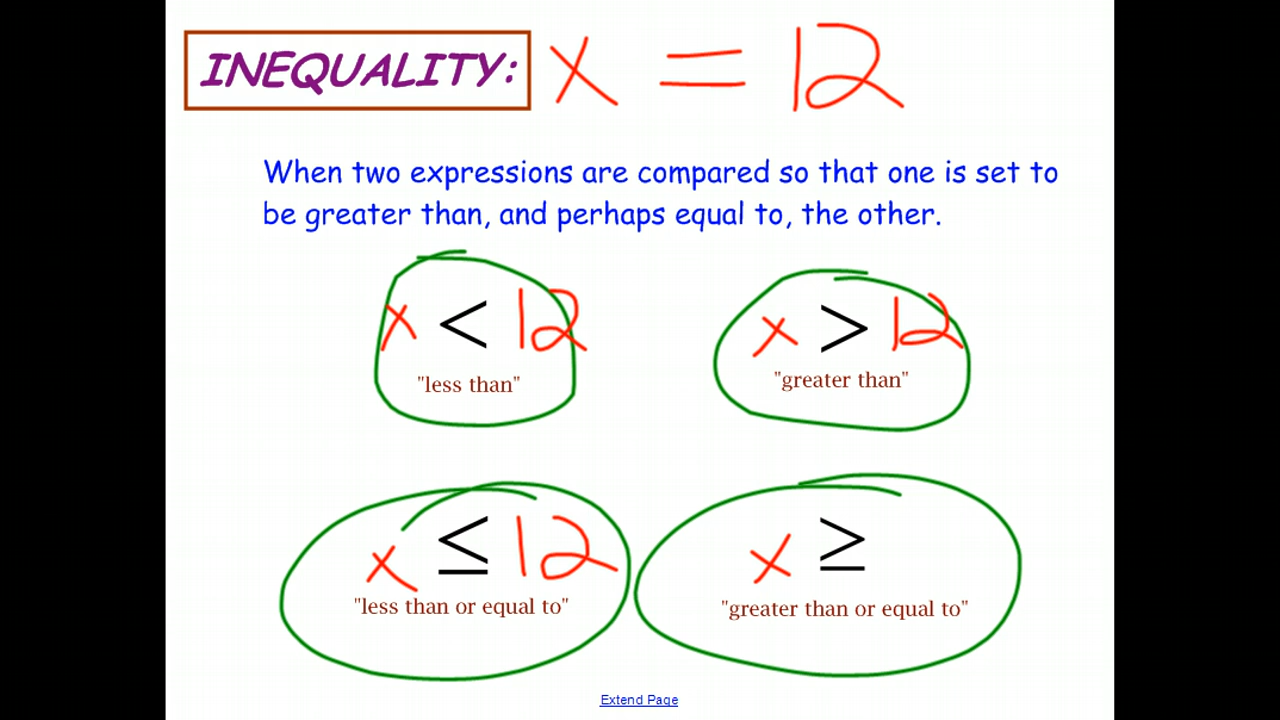 INEQUALITY: x = 12
When two expressions are compared so that one is set to
be greater than, and perhaps equal to, the other.
x < 12
"less than"
x > 12
"greater than"
x ≤ 12
"less than or equal to"
x ≥
"greater than or equal to"
Extend Page